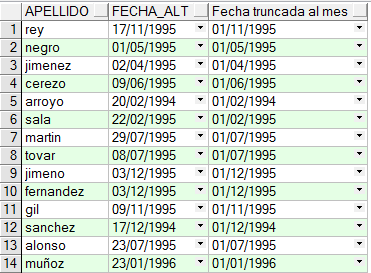 APELLIDO FECHA_ALT Fecha truncada al mes
1 rey 17/11/1995 01/11/1995
2 negro 01/05/1995 01/05/1995
3 jimenez 02/04/1995 01/04/1995
4 cerezo 09/06/1995 01/06/1995
5 arroyo 20/02/1994 01/02/1994
6 sala 22/02/1995 01/02/1995
7 martin 29/07/1995 01/07/1995
8 tovar 08/07/1995 01/07/1995
9 jimeno 03/12/1995 01/12/1995
10 fernandez 03/12/1995 01/12/1995
11 gil 09/11/1995 01/11/1995
12 sanchez 17/12/1994 01/12/1994
13 alonso 23/07/1995 01/07/1995
14 muñoz 23/01/1996 01/01/1996